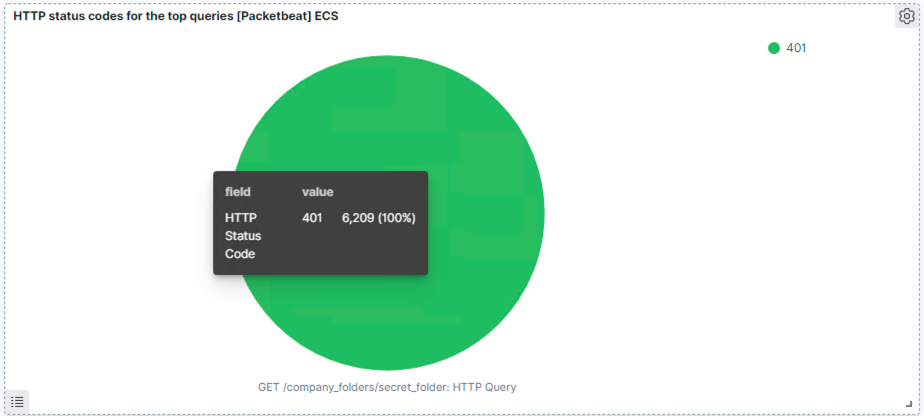 HTTP status codes for the top queries [Packetbeat] ECS
401
field value
HTTP 401 6,209 (100%)
Status
Code
GET /company_folders/secret_folder: HTTP Query